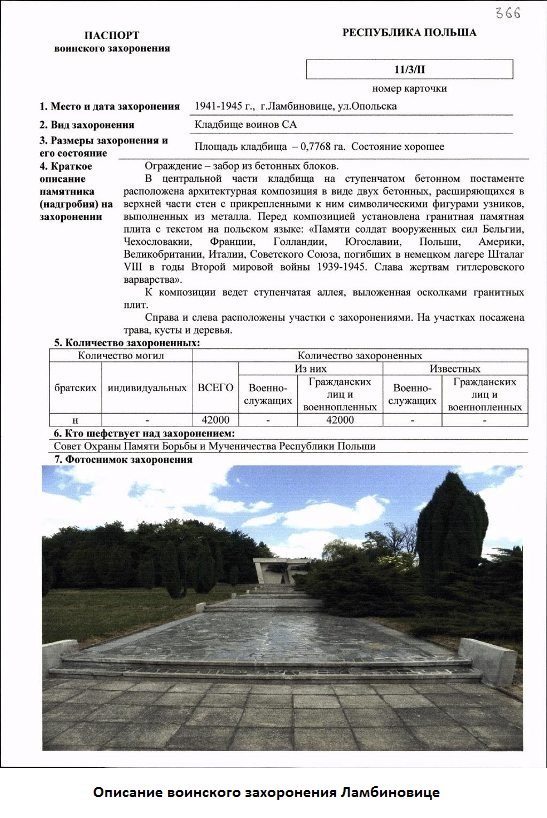 366
ПАСПОРТ
воинского захоронения
РЕСПУБЛИКА ПОЛЬША
11/3/II
номер карточки
1. Место и дата захоронения 1941-1945 г., г.Ламбиновице, ул.Опольска
2. Вид захоронения Кладбище воинов СА
3. Размеры захоронения и его состояние Площадь кладбища – 0,7768 га. Состояние хорошее
4. Краткое описание памятника (надгробия) на захоронении
Ограждение – забор из бетонных блоков.
В центральной части кладбища на ступенчатом бетонном постаменте
расположена архитектурная композиция в виде двух бетонных, расширяющихся в
верхней части стен с прикрепленными к ним символическими фигурами узников,
выполненных из металла. Перед композицией установлена гранитная памятная
плита с текстом на польском языке: «Памяти солдат вооруженных сил Бельгии,
Чехословакии, Франции, Голландии, Югославии, Польши, Америки,
Великобритании, Италии, Советского Союза, погибших в немецком лагере Шталаг
VIII в годы Второй мировой войны 1939-1945. Слава жертвам гитлеровского
варварства».
К композиции ведет ступенчатая аллея, выложенная осколками гранитных
плит.
Справа и слева расположены участки с захоронениями. На участках посажена
трава, кусты и деревья.
5. Количество захороненных:
Количество могил Количество захороненных
братских индивидуальных ВСЕГО Из них Известных
Военно-служащих Гражданских лиц и военнопленных Военно-служащих Гражданских лиц и военнопленных
н - 42000 - 42000 - -
6. Кто шефствует над захоронением:
Совет Охраны Памяти Борьбы и Мученичества Республики Польши
7. Фотоснимок захоронения
Описание воинского захоронения Ламбиновице